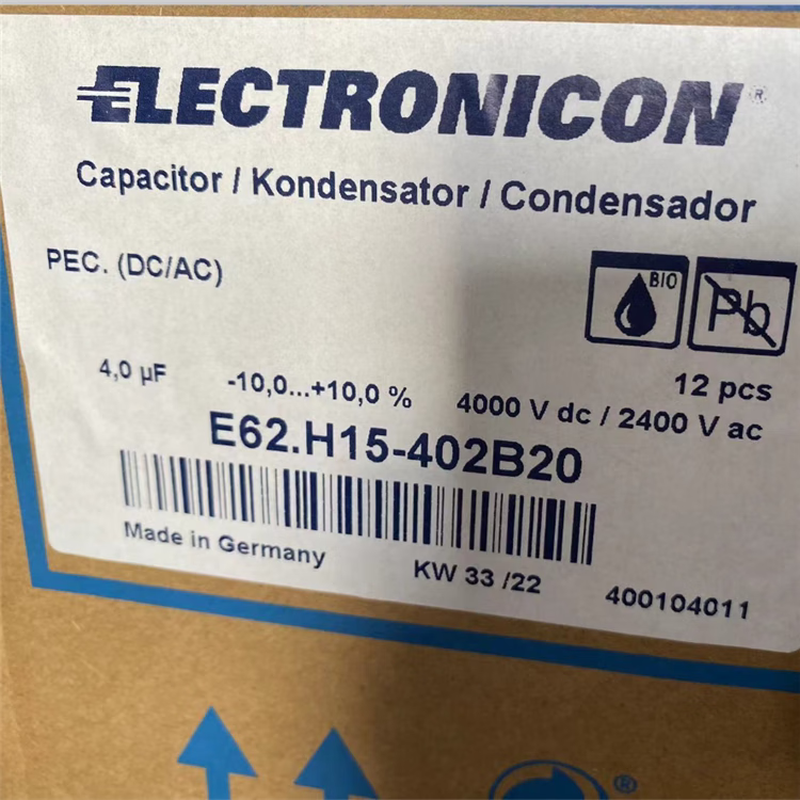 ELECTRONICON®
Capacitor / Kondensator / Condensador
PEC. (DC/AC)
BIO
Pb
12 pcs
4,0 µF -10,0...+10,0 % 4000 V dc / 2400 V ac
E62.H15-402B20
Made in Germany KW 33 /22 400104011
®